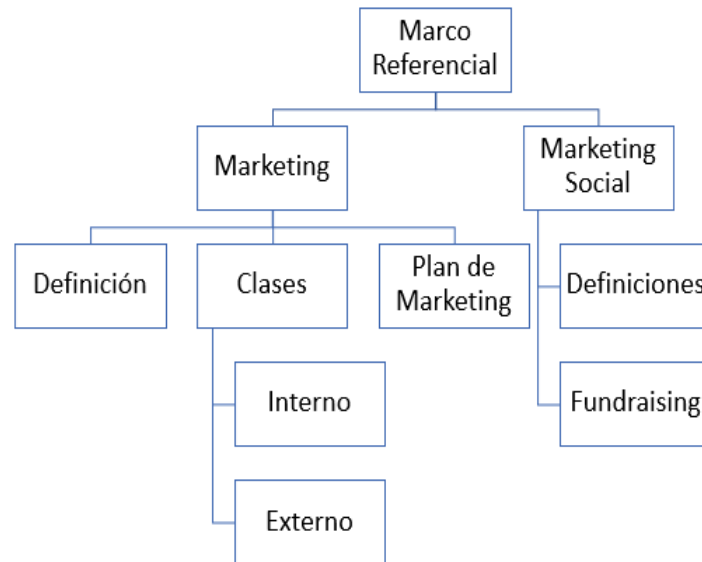 Marco
Referencial
Marketing
Marketing
Social
Definición
Clases
Plan de
Marketing
Definiciones
Interno
Fundraising
Externo